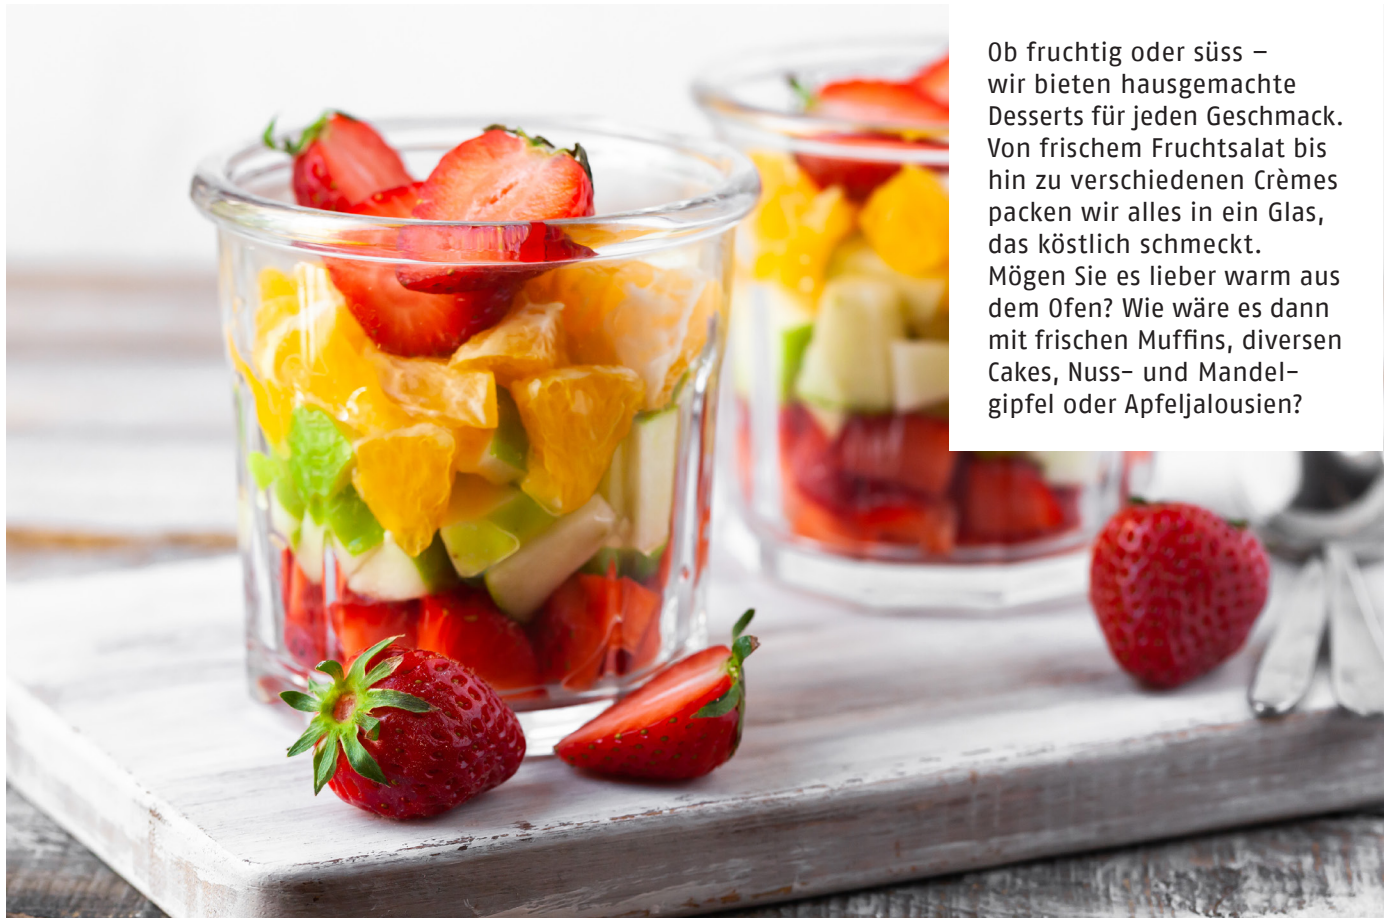 Ob fruchtig oder süss –
wir bieten hausgemachte
Desserts für jeden Geschmack.
Von frischem Fruchtsalat bis
hin zu verschiedenen Crèmes
packen wir alles in ein Glas,
das köstlich schmeckt.
Mögen Sie es lieber warm aus
dem Ofen? Wie wäre es dann
mit frischen Muffins, diversen
Cakes, Nuss- und Mandel-
gipfel oder Apfeljalousien?